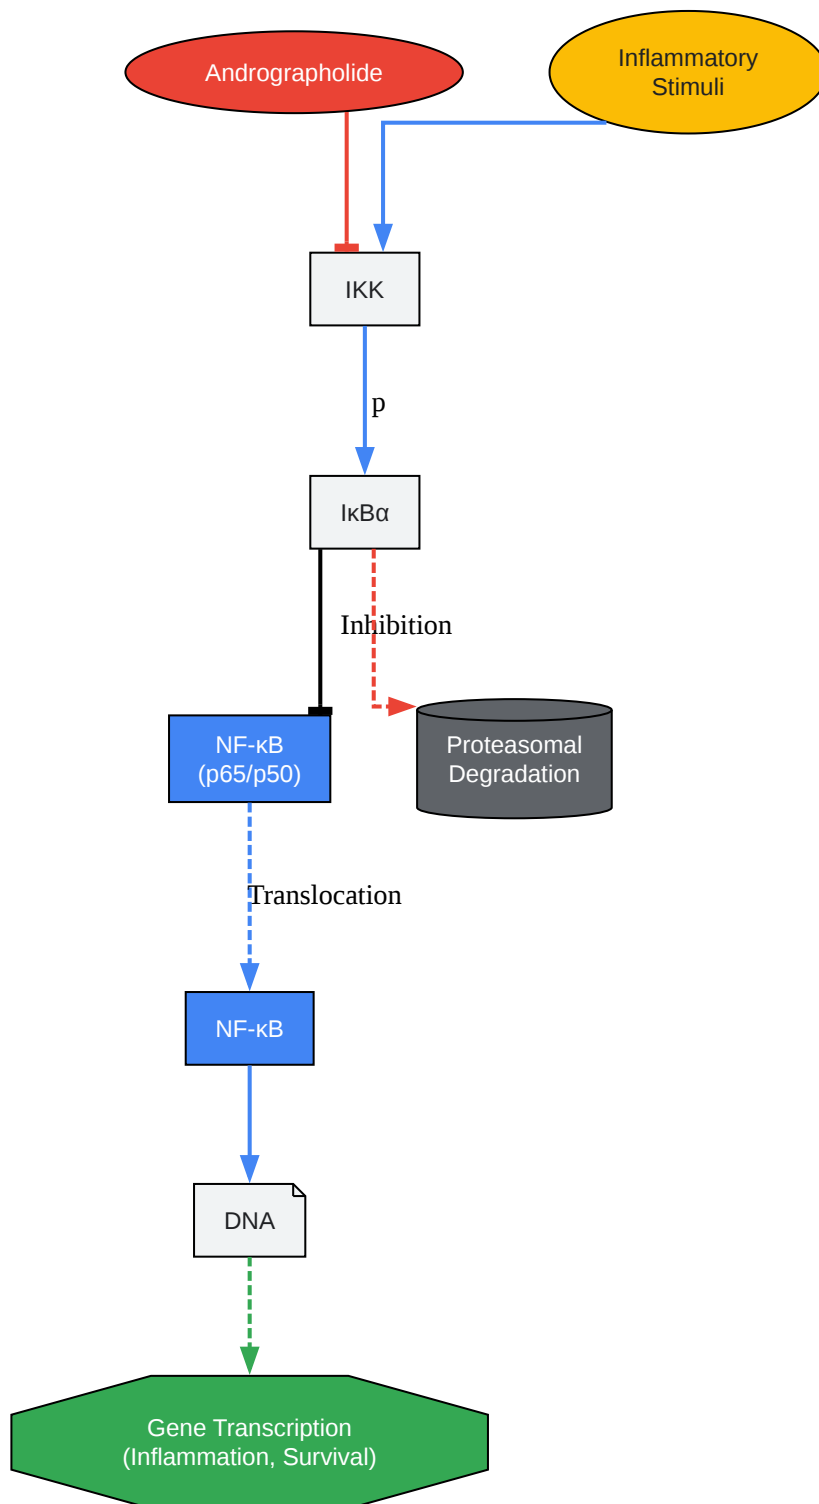 Andrographolide
Inflammatory
Stimuli
IKK
p
IκBα
Inhibition
NF-κB
(p65/p50)
Proteasomal
Degradation
Translocation
NF-κB
DNA
Gene Transcription
(Inflammation, Survival)